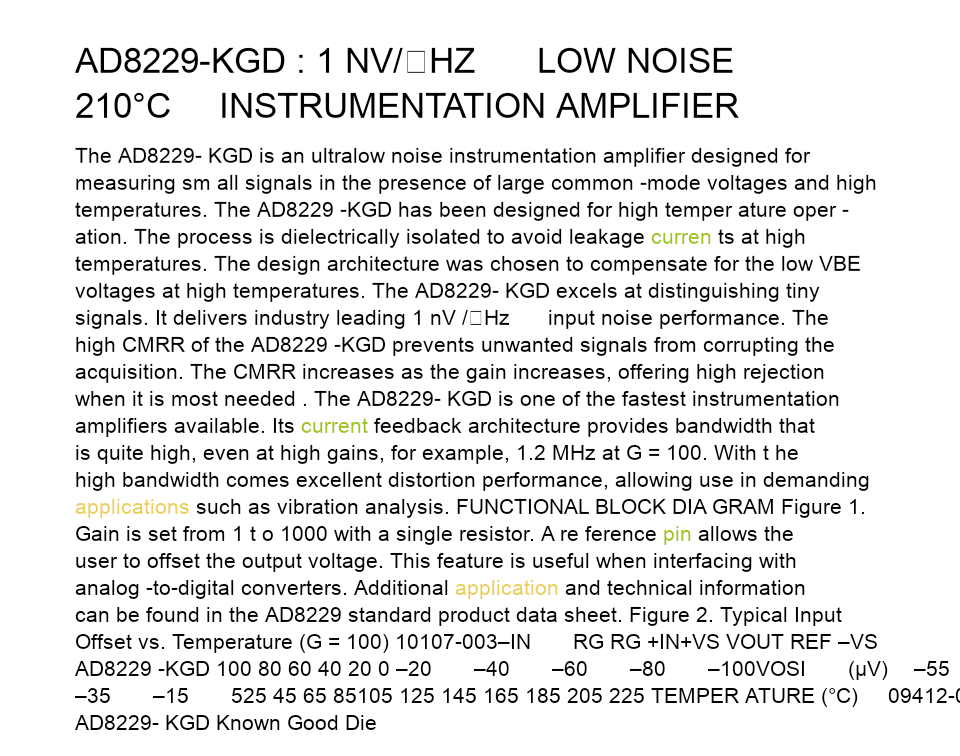 AD8229-KGD : 1 NV/□HZ LOW NOISE
210°C INSTRUMENTATION AMPLIFIER
The AD8229- KGD is an ultralow noise instrumentation amplifier designed for
measuring sm all signals in the presence of large common -mode voltages and high
temperatures. The AD8229 -KGD has been designed for high temper ature oper -
ation. The process is dielectrically isolated to avoid leakage curren ts at high
temperatures. The design architecture was chosen to compensate for the low VBE
voltages at high temperatures. The AD8229- KGD excels at distinguishing tiny
signals. It delivers industry leading 1 nV /□Hz input noise performance. The
high CMRR of the AD8229 -KGD prevents unwanted signals from corrupting the
acquisition. The CMRR increases as the gain increases, offering high rejection
when it is most needed . The AD8229- KGD is one of the fastest instrumentation
amplifiers available. Its current feedback architecture provides bandwidth that
is quite high, even at high gains, for example, 1.2 MHz at G = 100. With t he
high bandwidth comes excellent distortion performance, allowing use in demanding
applications such as vibration analysis. FUNCTIONAL BLOCK DIA GRAM Figure 1.
Gain is set from 1 t o 1000 with a single resistor. A re ference pin allows the
user to offset the output voltage. This feature is useful when interfacing with
analog -to-digital converters. Additional application and technical information
can be found in the AD8229 standard product data sheet. Figure 2. Typical Input
Offset vs. Temperature (G = 100) 10107-003–IN RG RG +IN+VS VOUT REF –VS
AD8229 -KGD 100 80 60 40 20 0 –20 –40 –60 –80 –100VOSI (µV) –55
–35 –15 525 45 65 85105 125 145 165 185 205 225 TEMPER ATURE (°C) 09412-0
AD8229- KGD Known Good Die